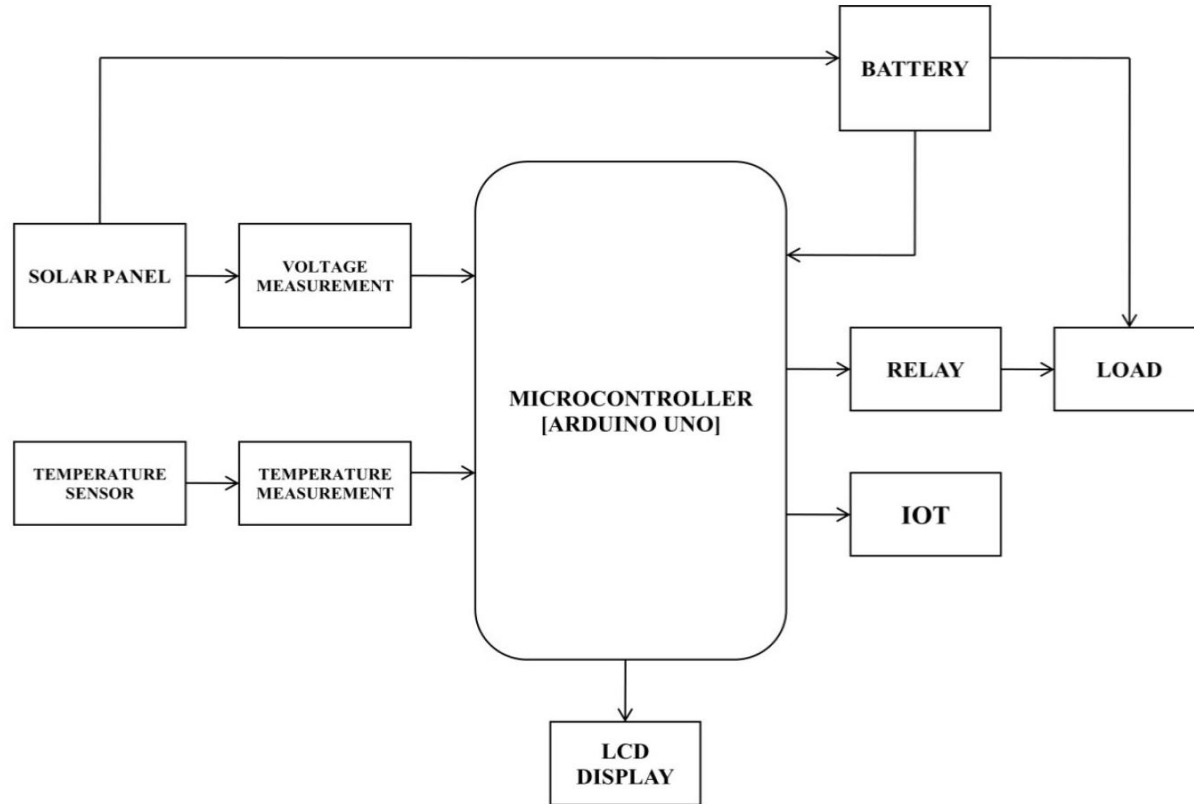 BATTERY
SOLAR PANEL
VOLTAGE
MEASUREMENT
MICROCONTROLLER
[ARDUINO UNO]
RELAY
LOAD
TEMPERATURE
SENSOR
TEMPERATURE
MEASUREMENT
IOT
LCD
DISPLAY